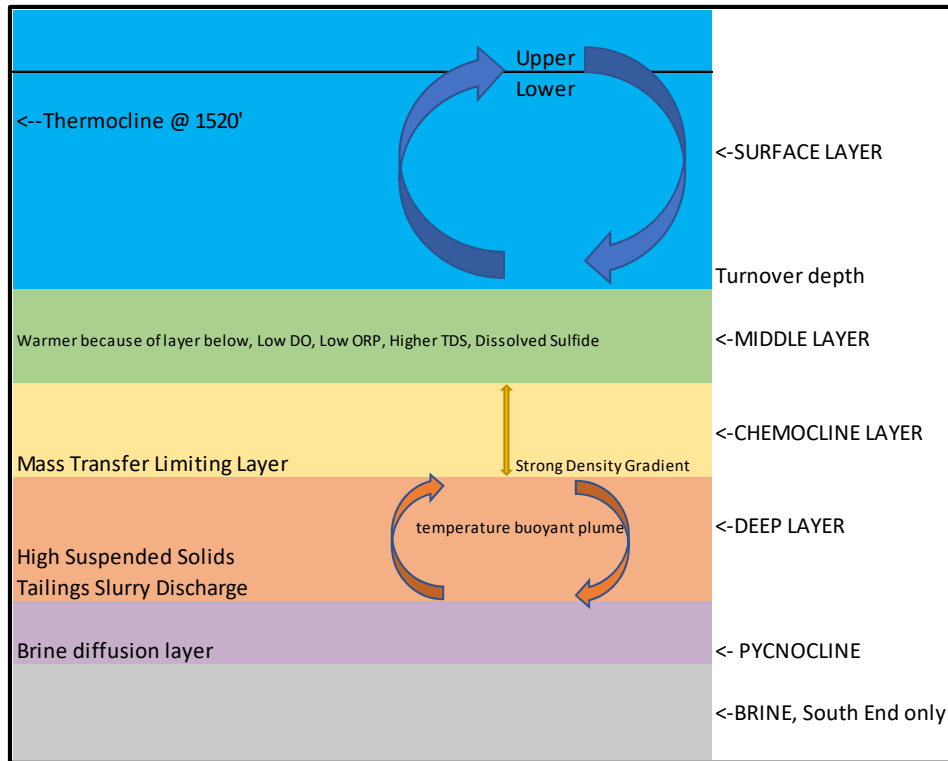 Upper
Lower
<--Thermocline @ 1520'
<-SURFACE LAYER
Turnover depth
Warmer because of layer below, Low DO, Low ORP, Higher TDS, Dissolved Sulfide
<-MIDDLE LAYER
<-CHEMOCLINE LAYER
Mass Transfer Limiting Layer
Strong Density Gradient
temperature buoyant plume
<-DEEP LAYER
High Suspended Solids
Tailings Slurry Discharge
Brine diffusion layer
<- PYCNOCLINE
<-BRINE, South End only